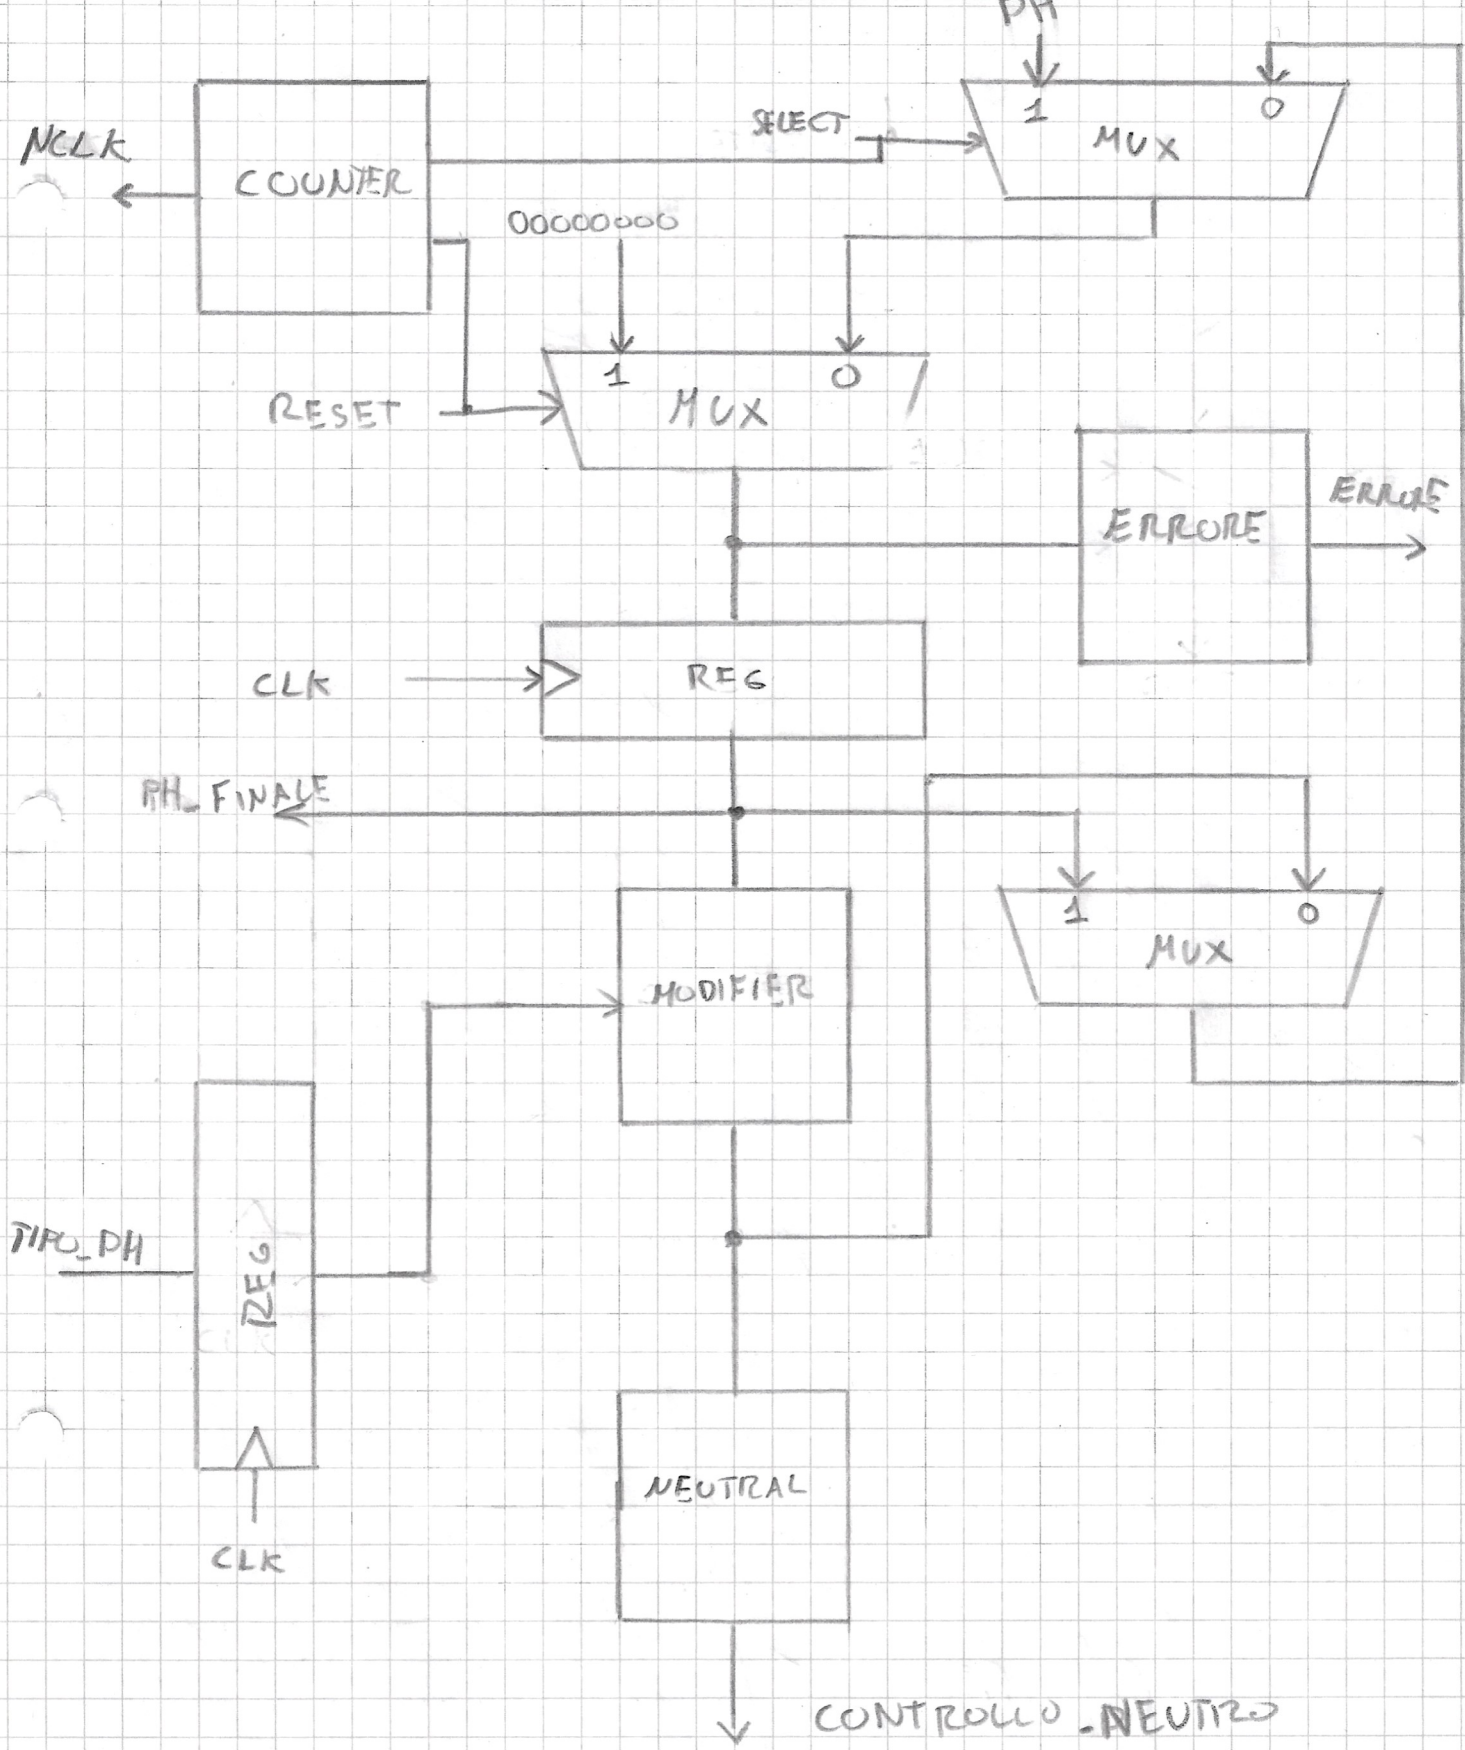 PH
1
0
MUX
SELECT
NCLK
COUNTER
00000000
1
0
MUX
RESET
ERRORE
ERRORE
CLK
REG
PH_FINALE
1
0
MUX
MODIFIER
TIPO_PH
REG
CLK
NEUTRAL
CONTROLLO_NEUTRO